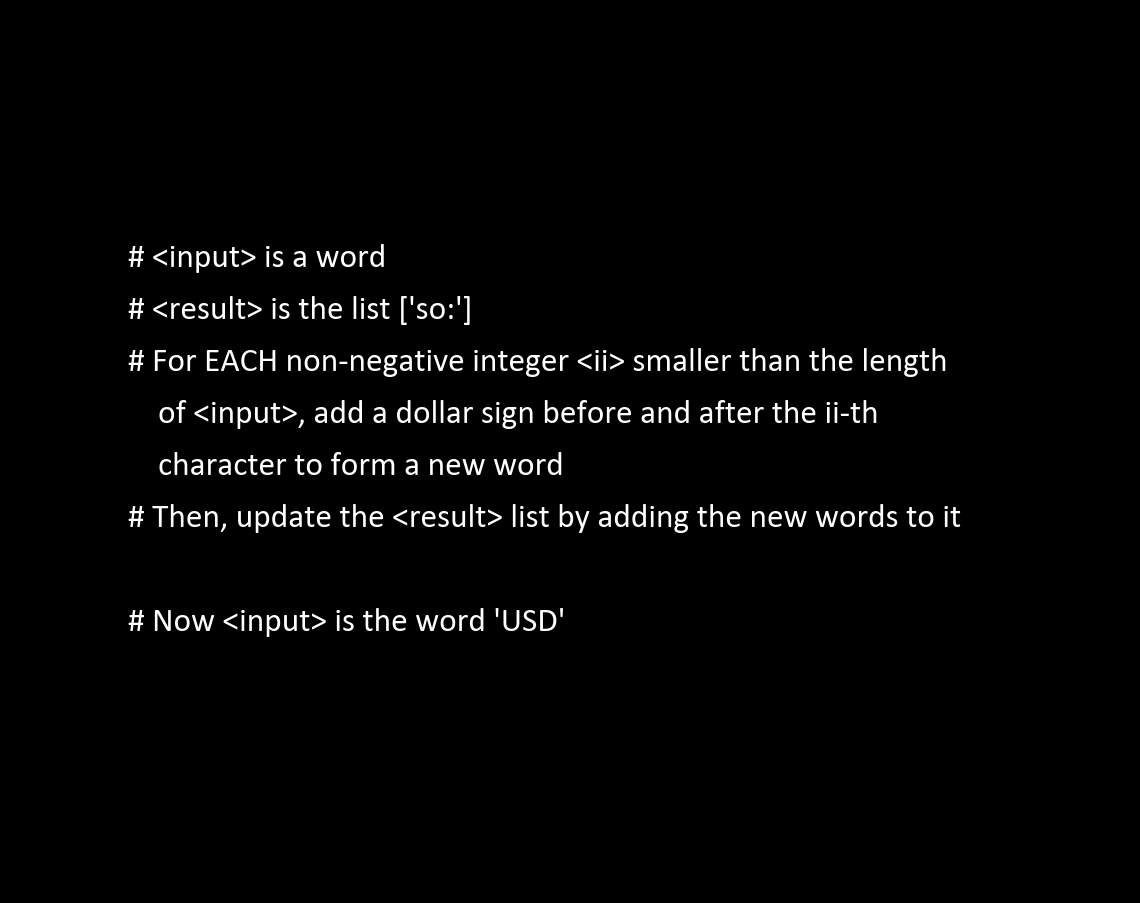 # <input> is a word
# <result> is the list ['so:']
# For EACH non-negative integer <ii> smaller than the length
of <input>, add a dollar sign before and after the ii-th
character to form a new word
# Then, update the <result> list by adding the new words to it
# Now <input> is the word 'USD'